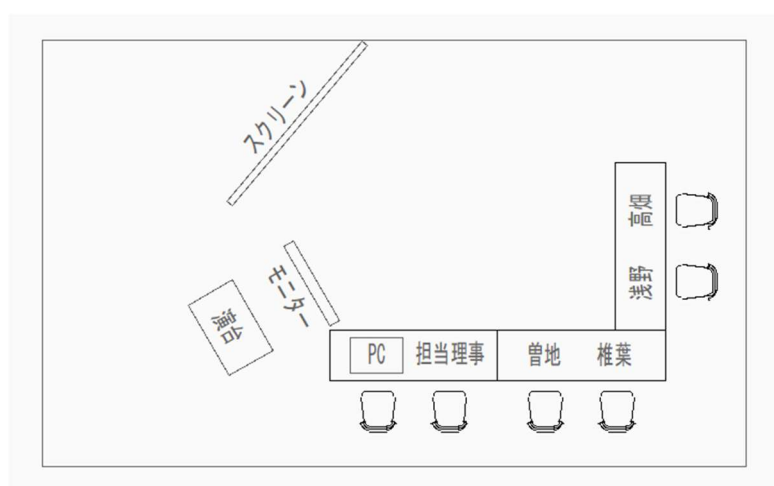 スクリーン
高畑
浅野
モニター
演台
PC
担当理事
曽地
椎葉